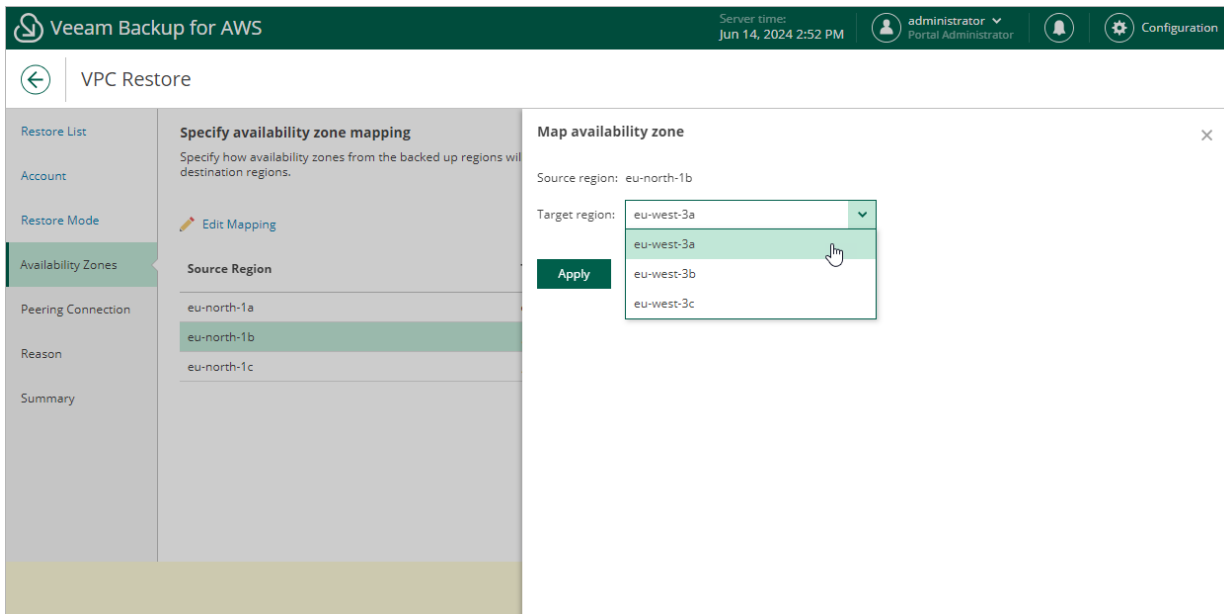 Veeam Backup for AWS
Server time:
Jun 14, 2024 2:52 PM
administrator
Portal Administrator
Configuration
VPC Restore
Restore List
Account
Restore Mode
Availability Zones
Peering Connection
Reason
Summary
Specify availability zone mapping
Specify how availability zones from the backed up regions wil
destination regions.
Edit Mapping
Source Region
eu-north-1a
eu-north-1b
eu-north-1c
Map availability zone
Source region: eu-north-1b
Target region: eu-west-3a
eu-west-3a
eu-west-3b
eu-west-3c
Apply